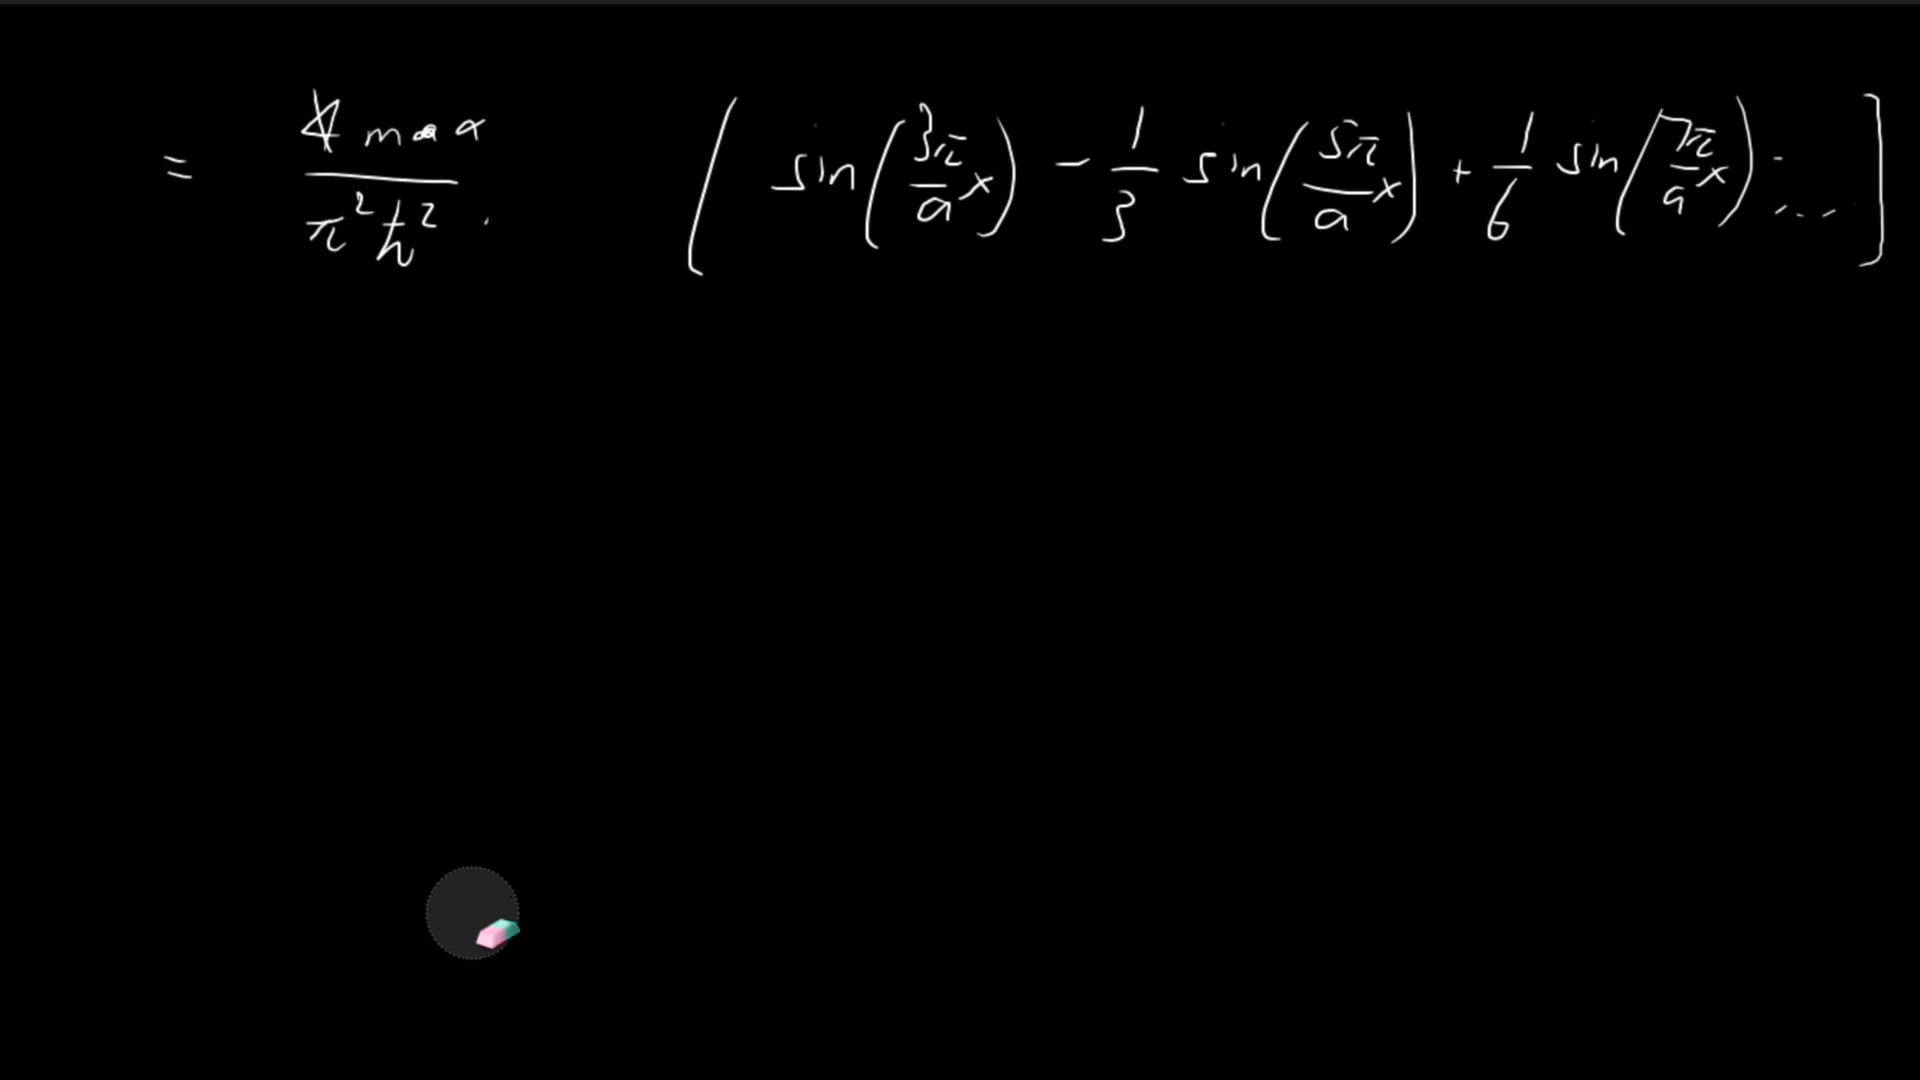 = 4 m a α / π² ħ² · [ sin(3π/a x) - 1/3 sin(5π/a x) + 1/6 sin(7π/a x) - ... ]